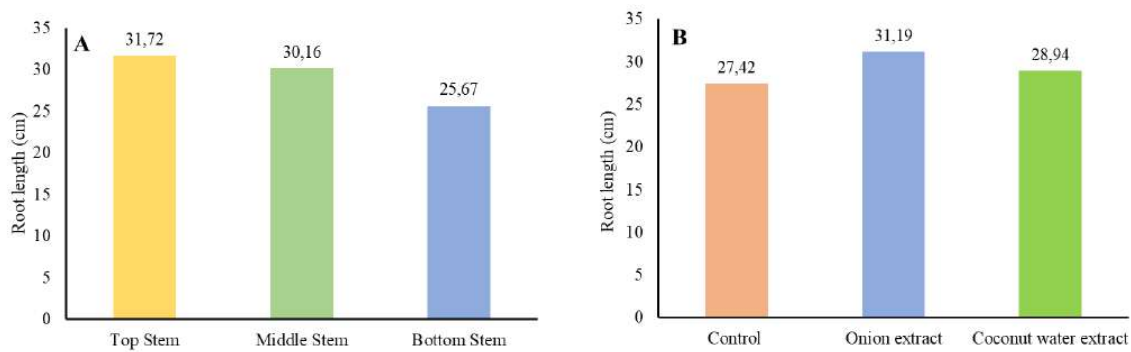 A
Root length (cm)
35
30
25
20
15
10
5
0
31,72
30,16
25,67
Top Stem
Middle Stem
Bottom Stem
B
Root length (cm)
35
30
25
20
15
10
5
0
27,42
31,19
28,94
Control
Onion extract
Coconut water extract